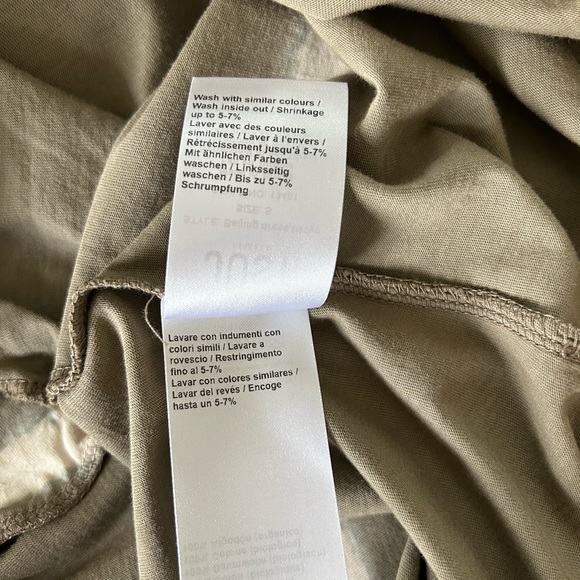 Wash with similar colours /
Wash inside out / Shrinkage
up to 5-7%
Laver avec des couleurs
similaires / Laver à l'envers /
Rétrécissement jusqu'à 5-7%
Mit ähnlichen Farben
waschen / Linksseitig
waschen / Bis zu 5-7%
Schrumpfung
Lavare con indumenti con
colori simili / Lavare a
rovescio / Restringimento
fino al 5-7%
Lavar con colores similares /
Lavar del revés / Encoge
hasta un 5-7%